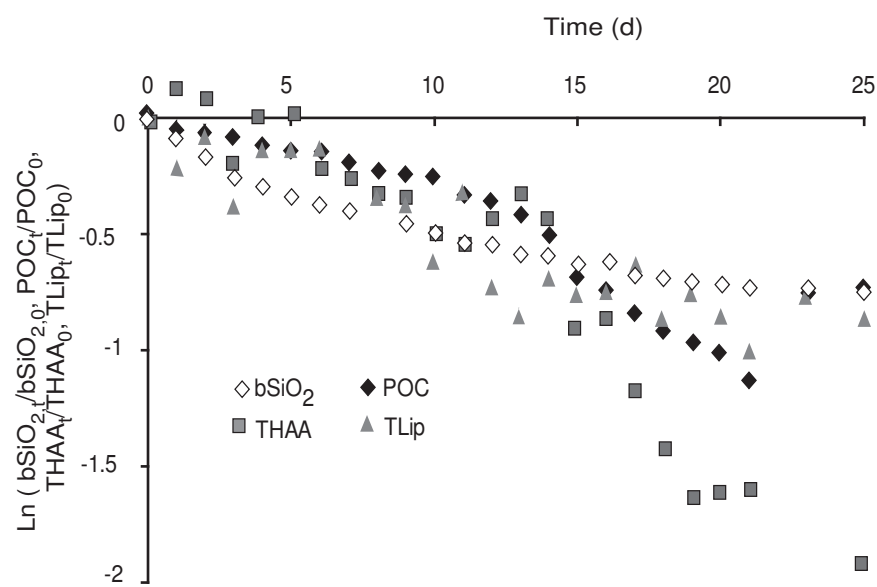 Time (d)
0 5 10 15 20 25
0
-0.5
-1
-1.5
-2
Ln ( bSiO2,t/bSiO2,0, POCt/POC0,
THAAt/THAA0, TLipt/TLip0)
bSiO2 POC
THAA TLip